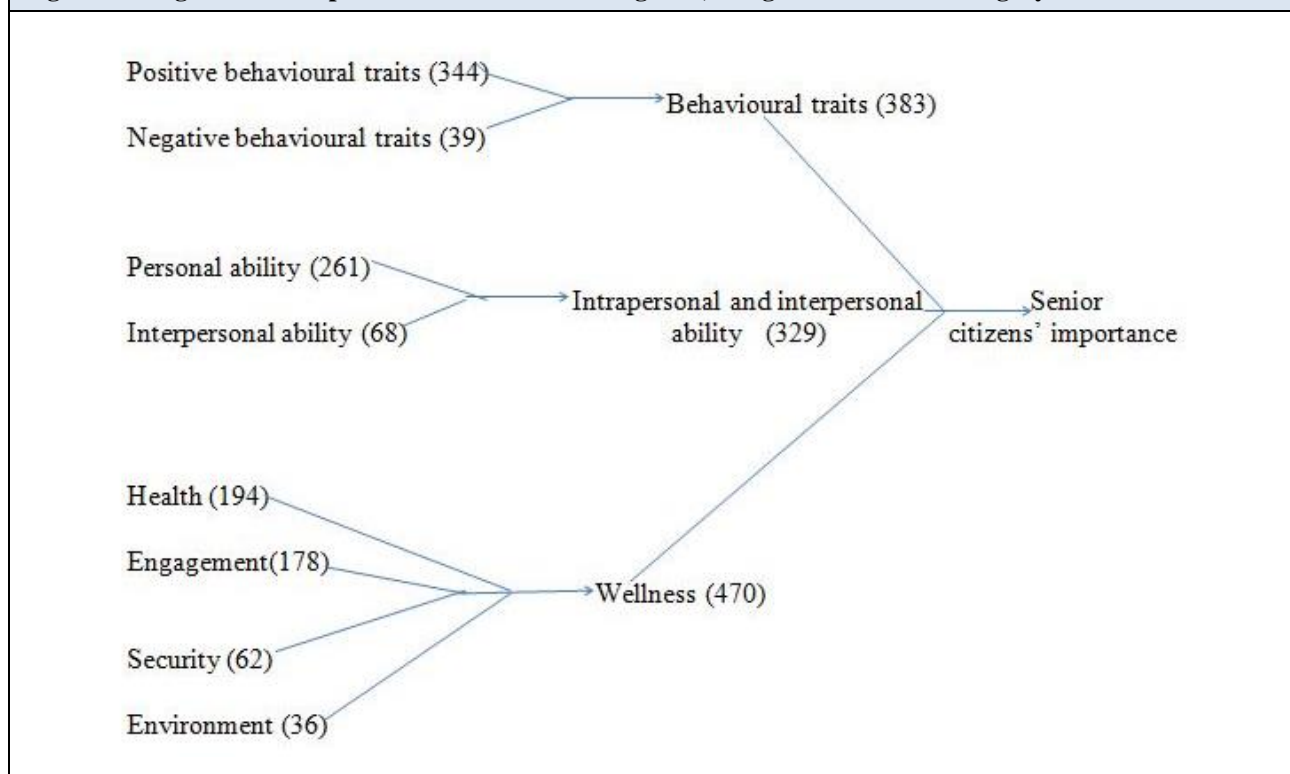 Positive behavioural traits (344)
Negative behavioural traits (39)
Behavioural traits (383)
Personal ability (261)
Interpersonal ability (68)
Intrapersonal and interpersonal
ability (329)
Senior
citizens' importance
Health (194)
Engagement(178)
Security (62)
Environment (36)
Wellness (470)